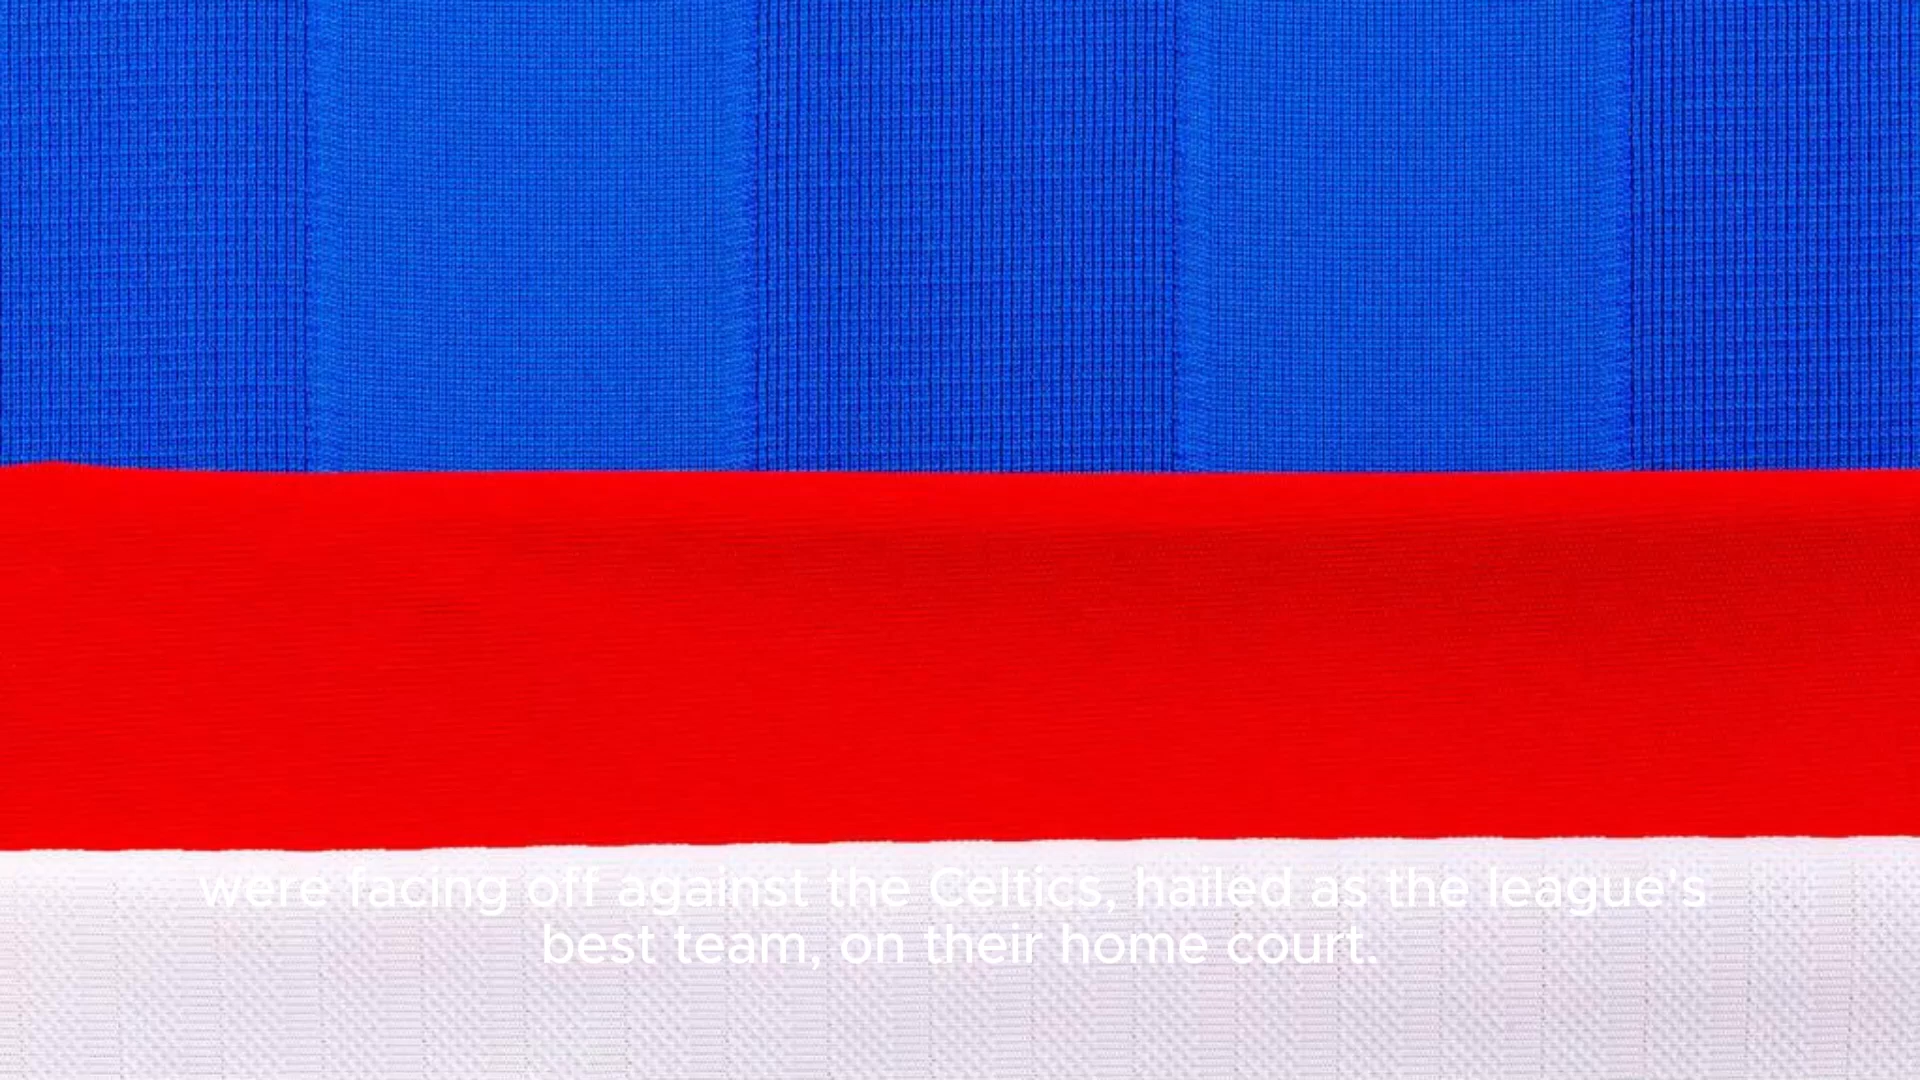 were facing off against the Celtics, hailed as the league's
best team, on their home court.